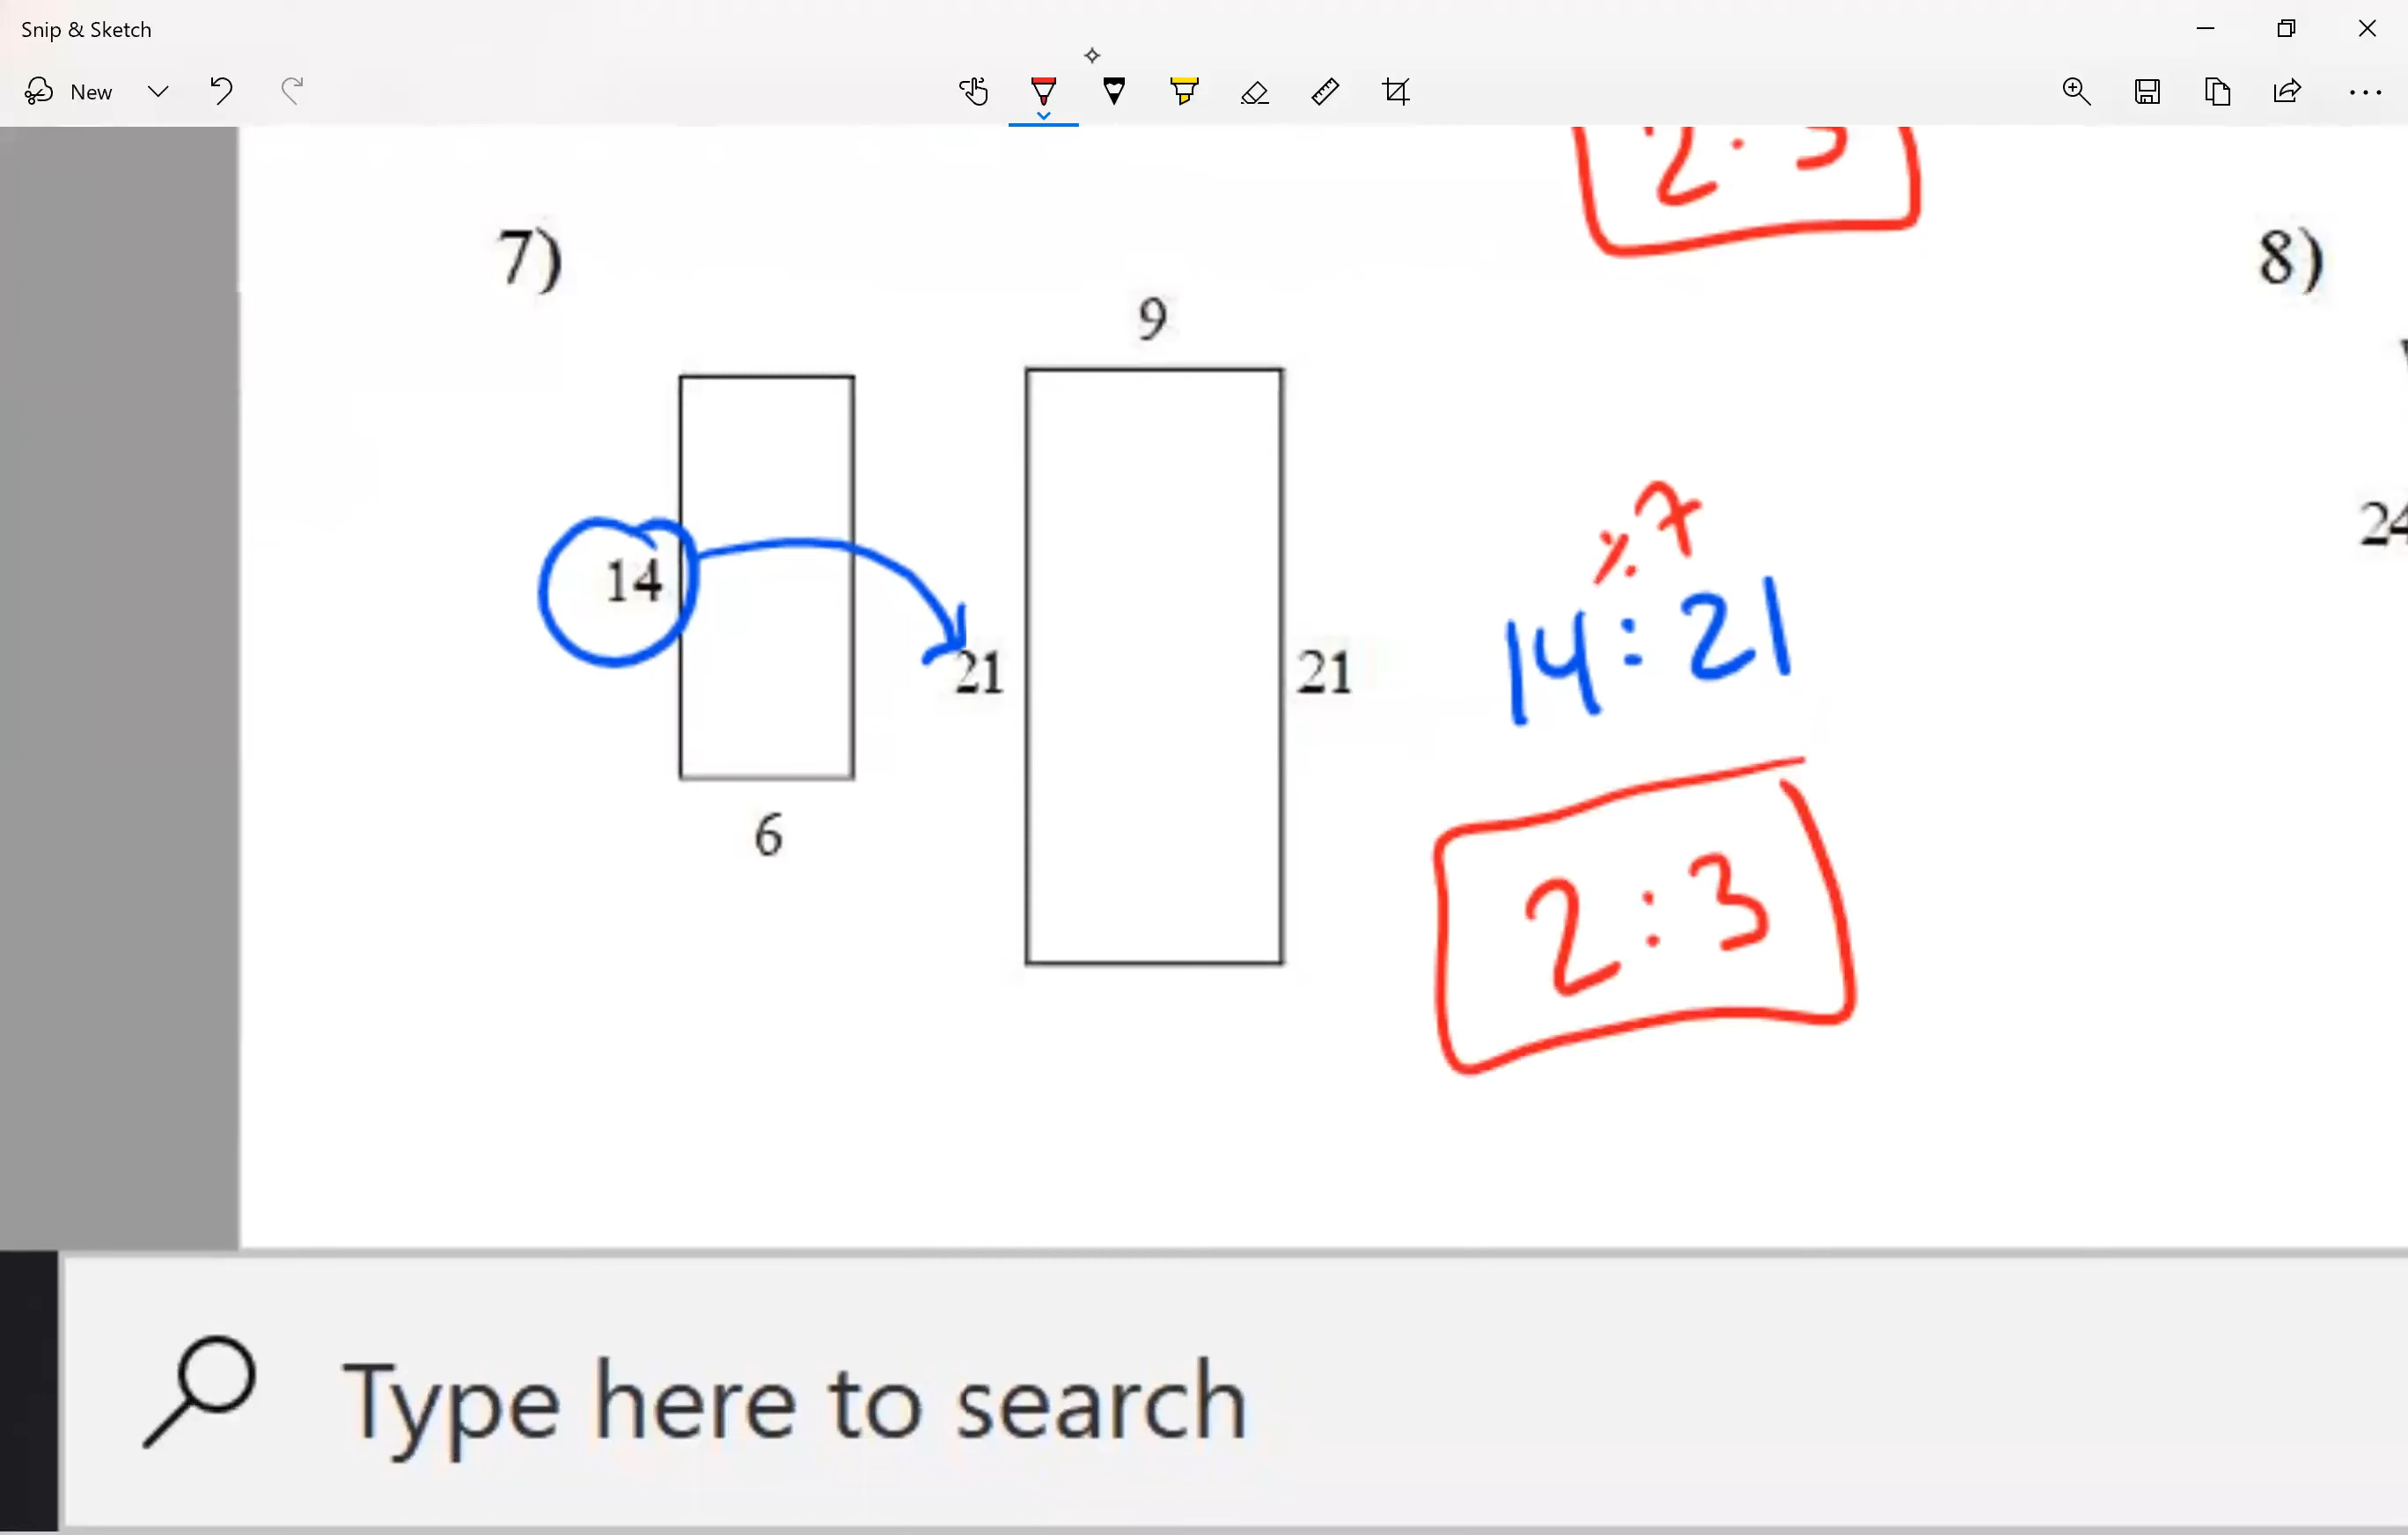 Snip & Sketch
New
2 : 3
7)
8)
9
14
21
21
6
24
÷ 7
14 : 21
2 : 3
Type here to search